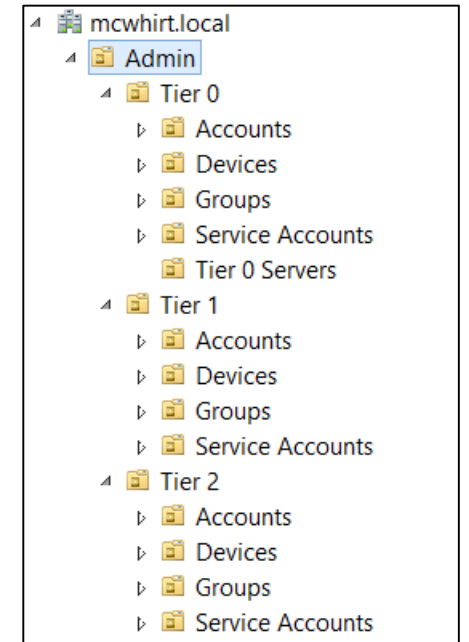 mcwhirt.local
Admin
Tier 0
Accounts
Devices
Groups
Service Accounts
Tier 0 Servers
Tier 1
Accounts
Devices
Groups
Service Accounts
Tier 2
Accounts
Devices
Groups
Service Accounts